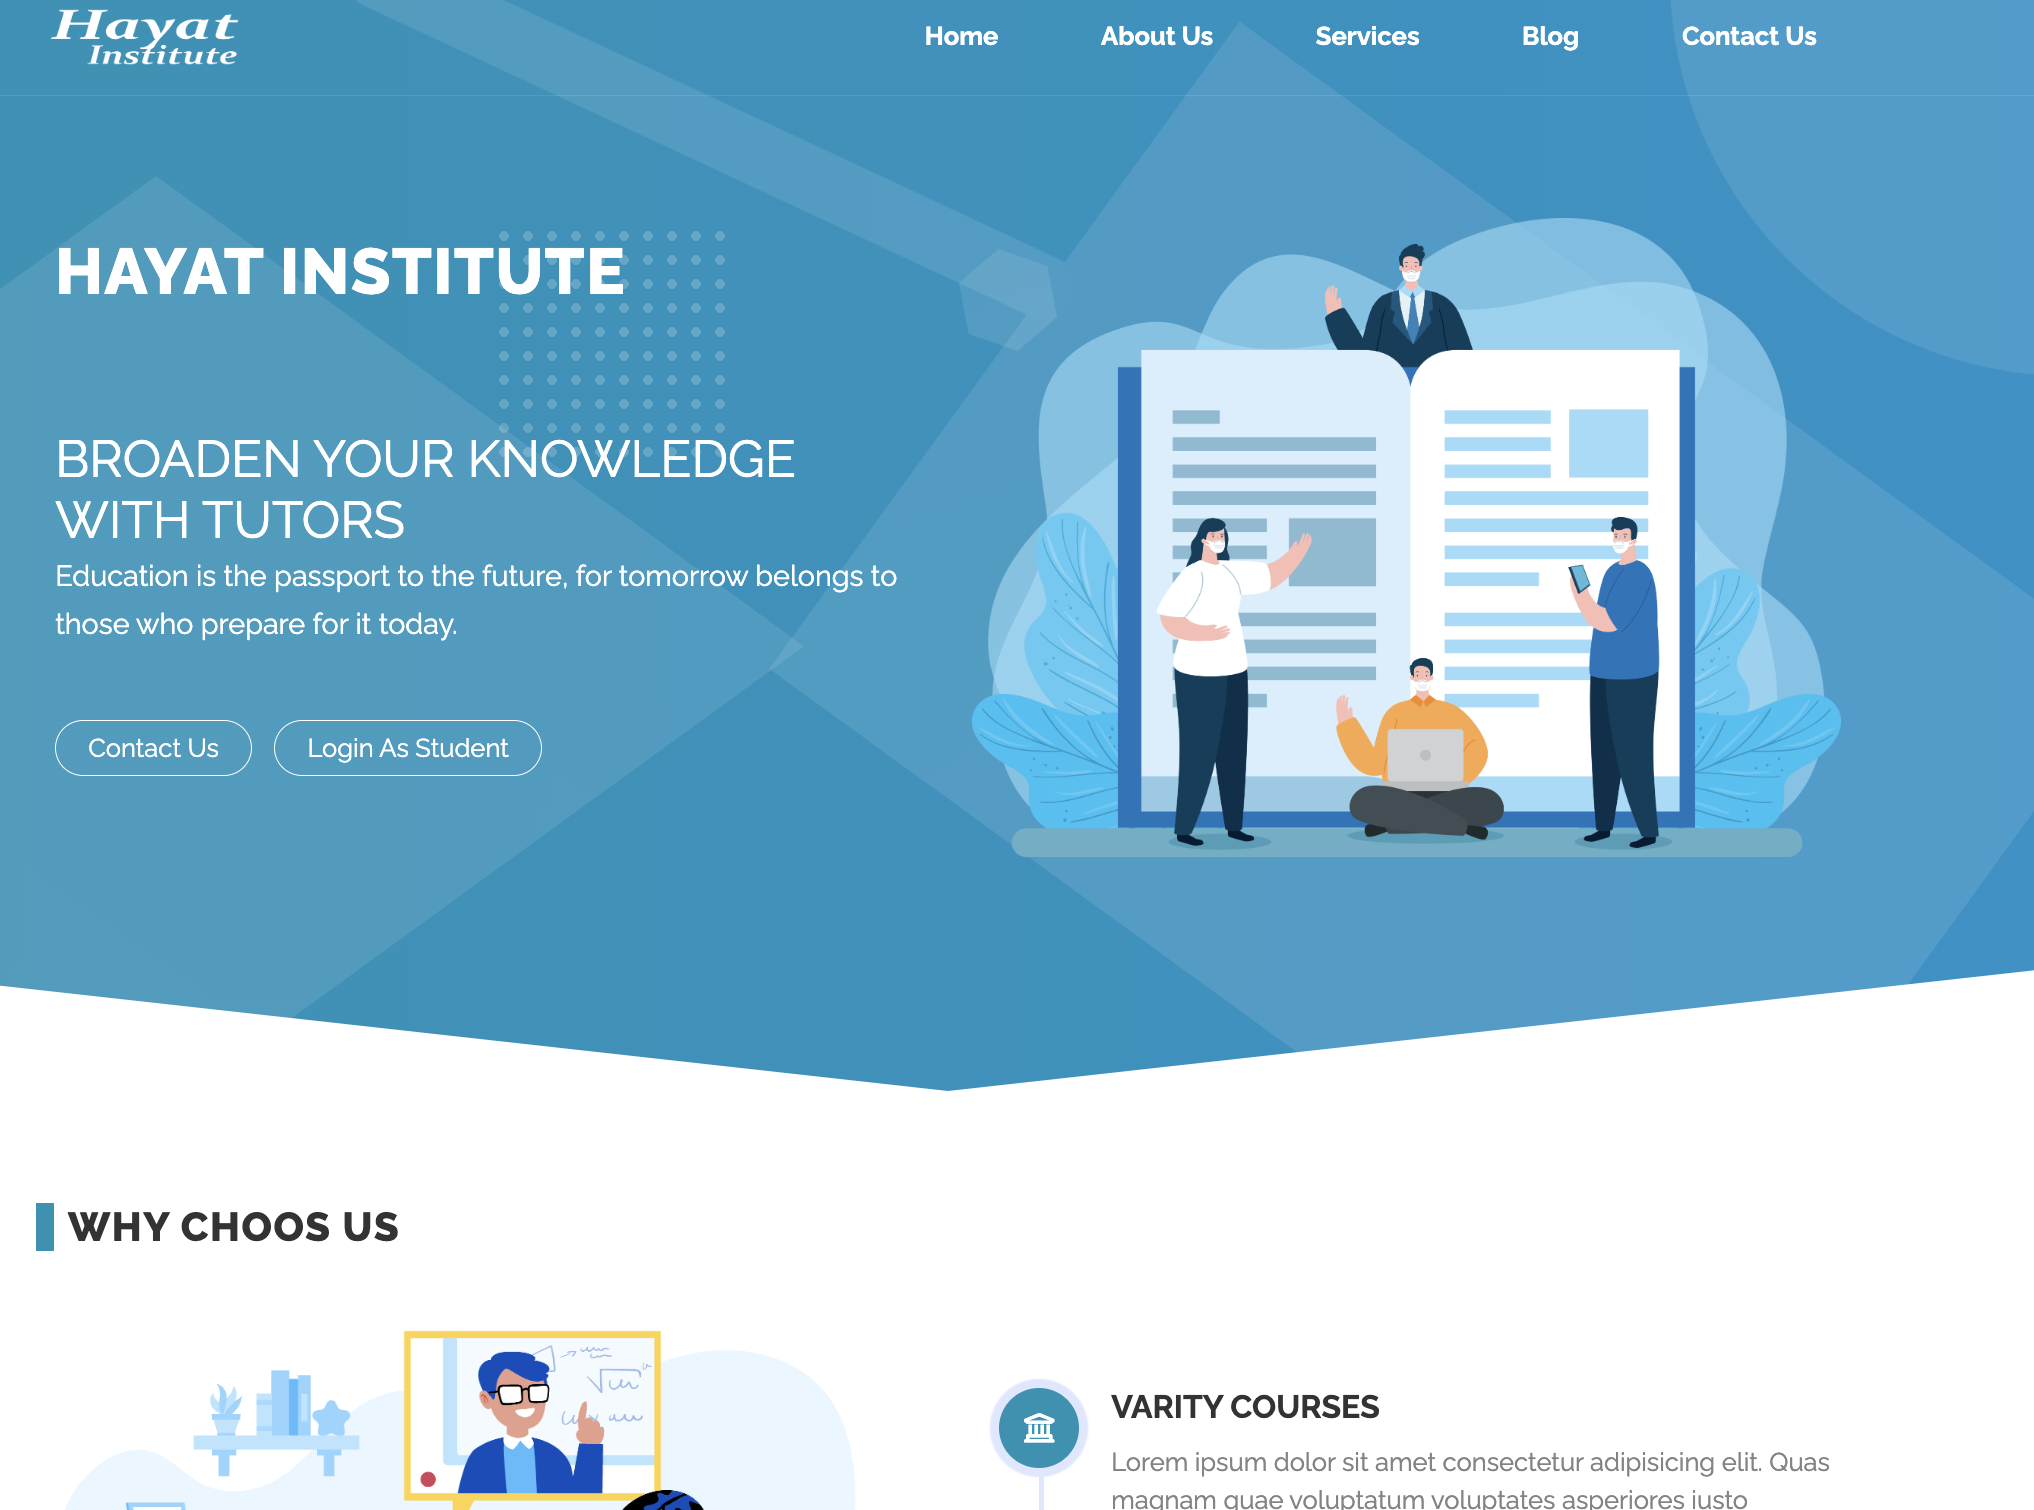 Hayat
Institute
Home
About Us
Services
Blog
Contact Us
HAYAT INSTITUTE
BROADEN YOUR KNOWLEDGE
WITH TUTORS
Education is the passport to the future, for tomorrow belongs to
those who prepare for it today.
Contact Us
Login As Student
WHY CHOOS US
VARITY COURSES
Lorem ipsum dolor sit amet consectetur adipisicing elit. Quas
magnam quae voluptatum voluptates asperiores iusto